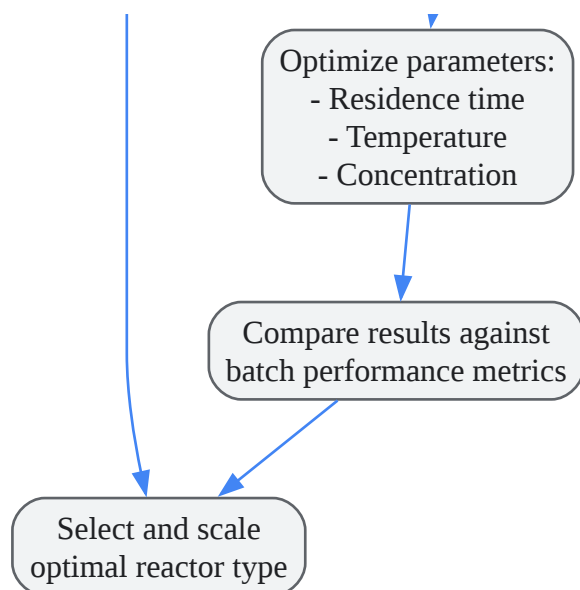 Optimize parameters:
- Residence time
- Temperature
- Concentration
Compare results against
batch performance metrics
Select and scale
optimal reactor type